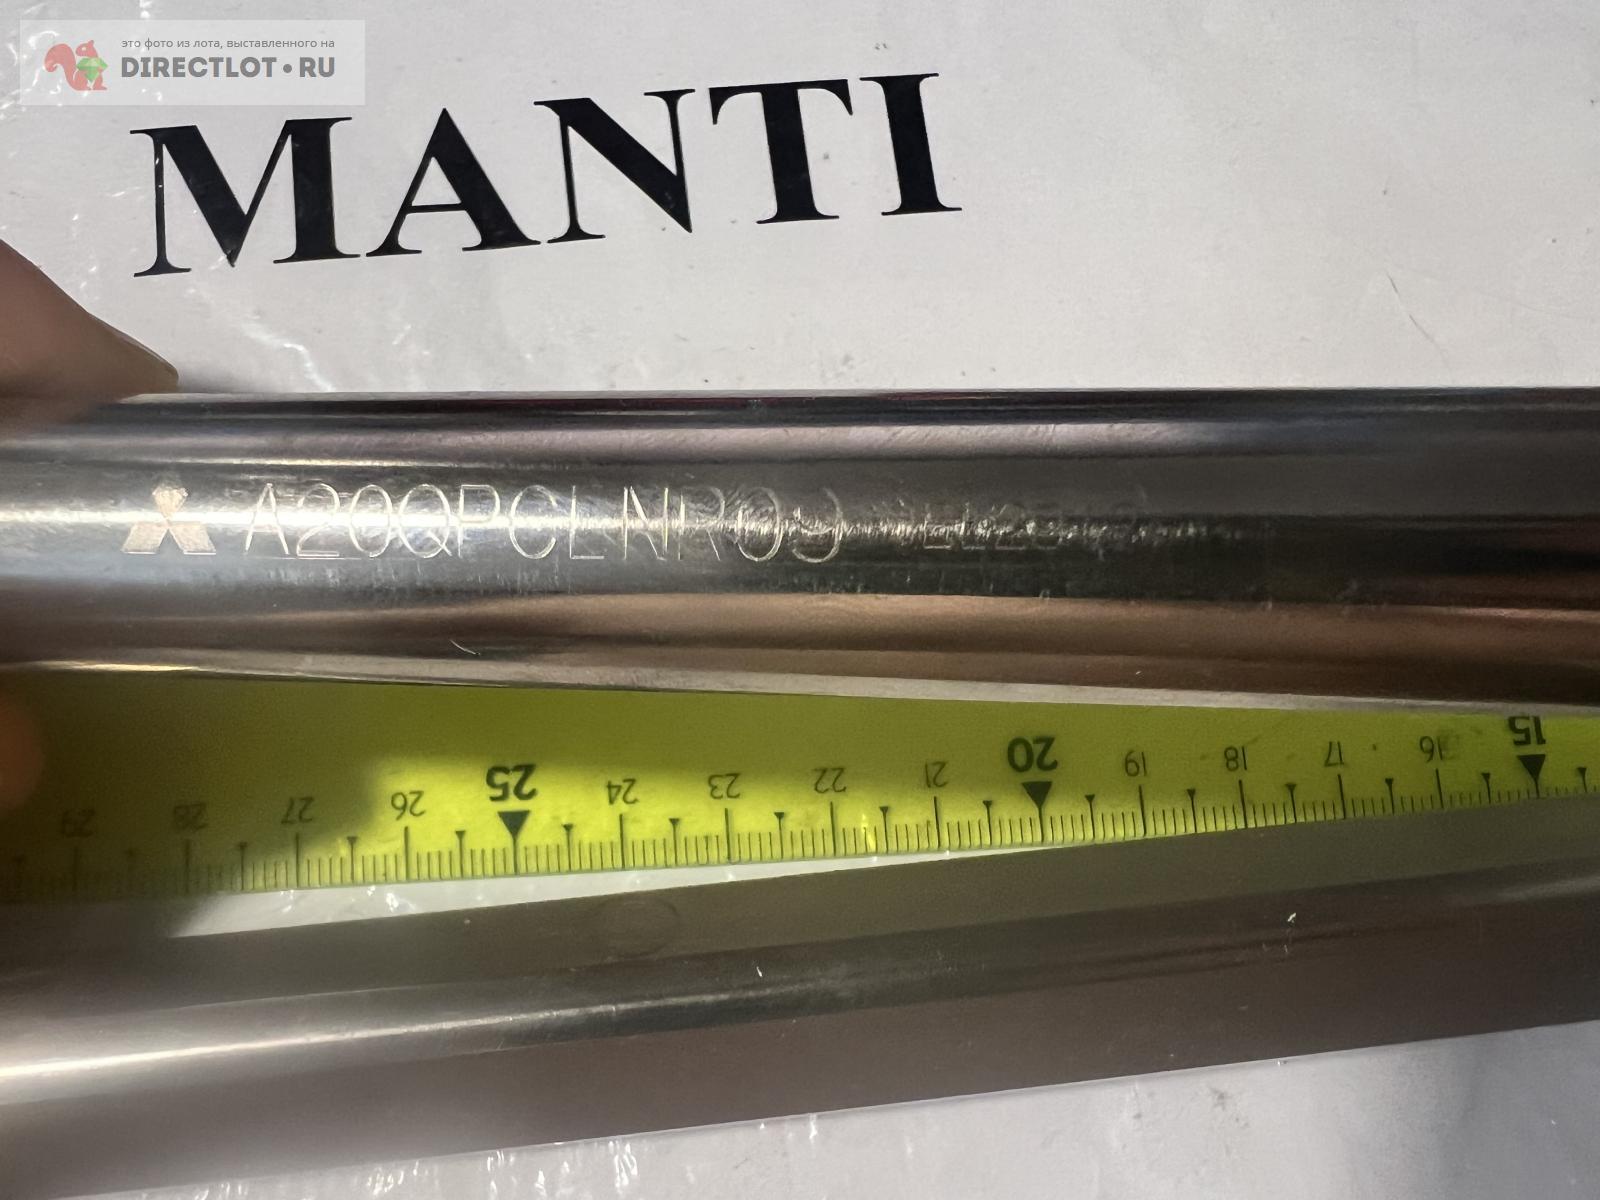 это фото из лота, выставленного на
DIRECTLOT•RU
MANTI
A20QPCLNR09
29 28 27 26 25 24 23 22 21 20 19 18 17 16 15